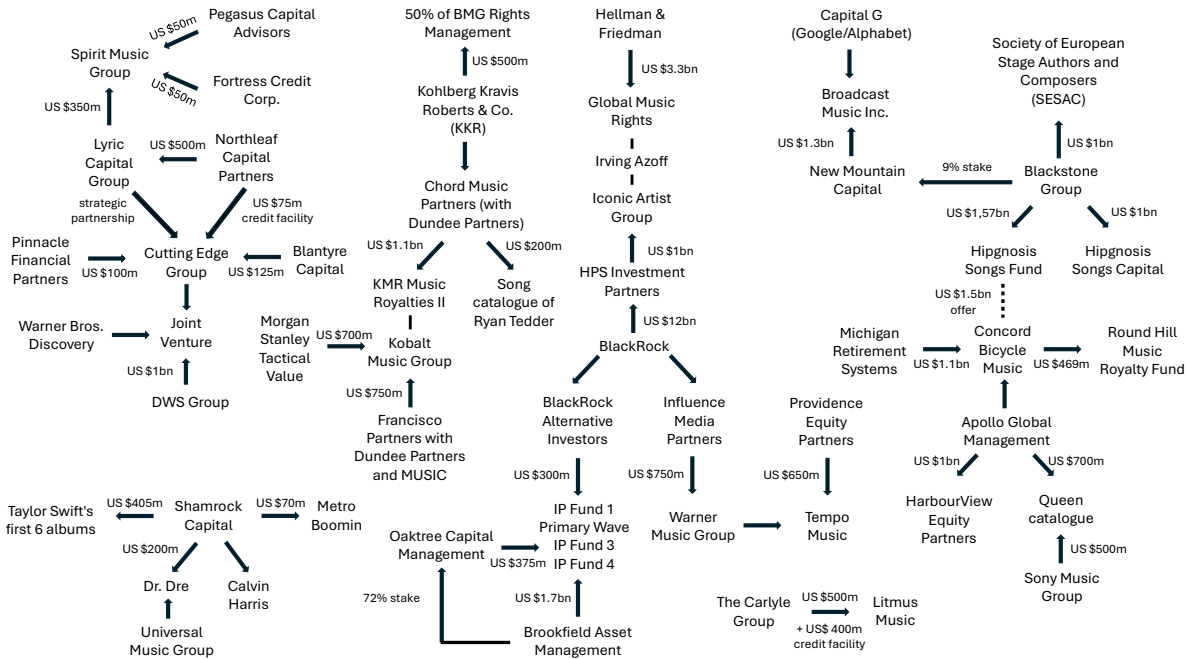 Pegasus Capital
Advisors
US $50m
Spirit Music
Group
US $50m
Fortress Credit
Corp.
US $350m
Lyric
Capital
Group
US $500m
Northleaf
Capital
Partners
strategic
partnership
US $75m
credit facility
Pinnacle
Financial
Partners
US $100m
Cutting Edge
Group
US $125m
Blantyre
Capital
Warner Bros.
Discovery
Joint
Venture
US $1bn
DWS Group
50% of BMG Rights
Management
US $500m
Kohlberg Kravis
Roberts & Co.
(KKR)
Chord Music
Partners (with
Dundee Partners)
US $1.1bn
US $200m
KMR Music
Royalties II
Song
catalogue of
Ryan Tedder
Morgan
Stanley
Tactical
Value
US $700m
Kobalt
Music Group
US $750m
Francisco
Partners with
Dundee Partners
and MUSIC
Hellman &
Friedman
US $3.3bn
Global Music
Rights
Irving Azoff
Iconic Artist
Group
US $1bn
HPS Investment
Partners
US $12bn
BlackRock
BlackRock
Alternative
Investors
US $300m
Influence
Media
Partners
US $750m
IP Fund 1
Primary Wave
IP Fund 3
IP Fund 4
Oaktree Capital
Management
US $375m
72% stake
US $1.7bn
Brookfield Asset
Management
Warner
Music Group
Providence
Equity
Partners
US $650m
Tempo
Music
Capital G
(Google/Alphabet)
Broadcast
Music Inc.
US $1.3bn
New Mountain
Capital
9% stake
Society of European
Stage Authors and
Composers
(SESAC)
US $1bn
Blackstone
Group
US $1,57bn
US $1bn
Hipgnosis
Songs Fund
Hipgnosis
Songs Capital
US $1.5bn
offer
Michigan
Retirement
Systems
US $1.1bn
Concord
Bicycle
Music
US $469m
Round Hill
Music
Royalty Fund
Apollo Global
Management
US $1bn
US $700m
HarbourView
Equity
Partners
Queen
catalogue
US $500m
Sony Music
Group
Taylor Swift's
first 6 albums
US $405m
Shamrock
Capital
US $70m
Metro
Boomin
US $200m
Dr. Dre
Calvin
Harris
Universal
Music Group
The Carlyle
Group
US $500m
+ US$ 400m
credit facility
Litmus
Music